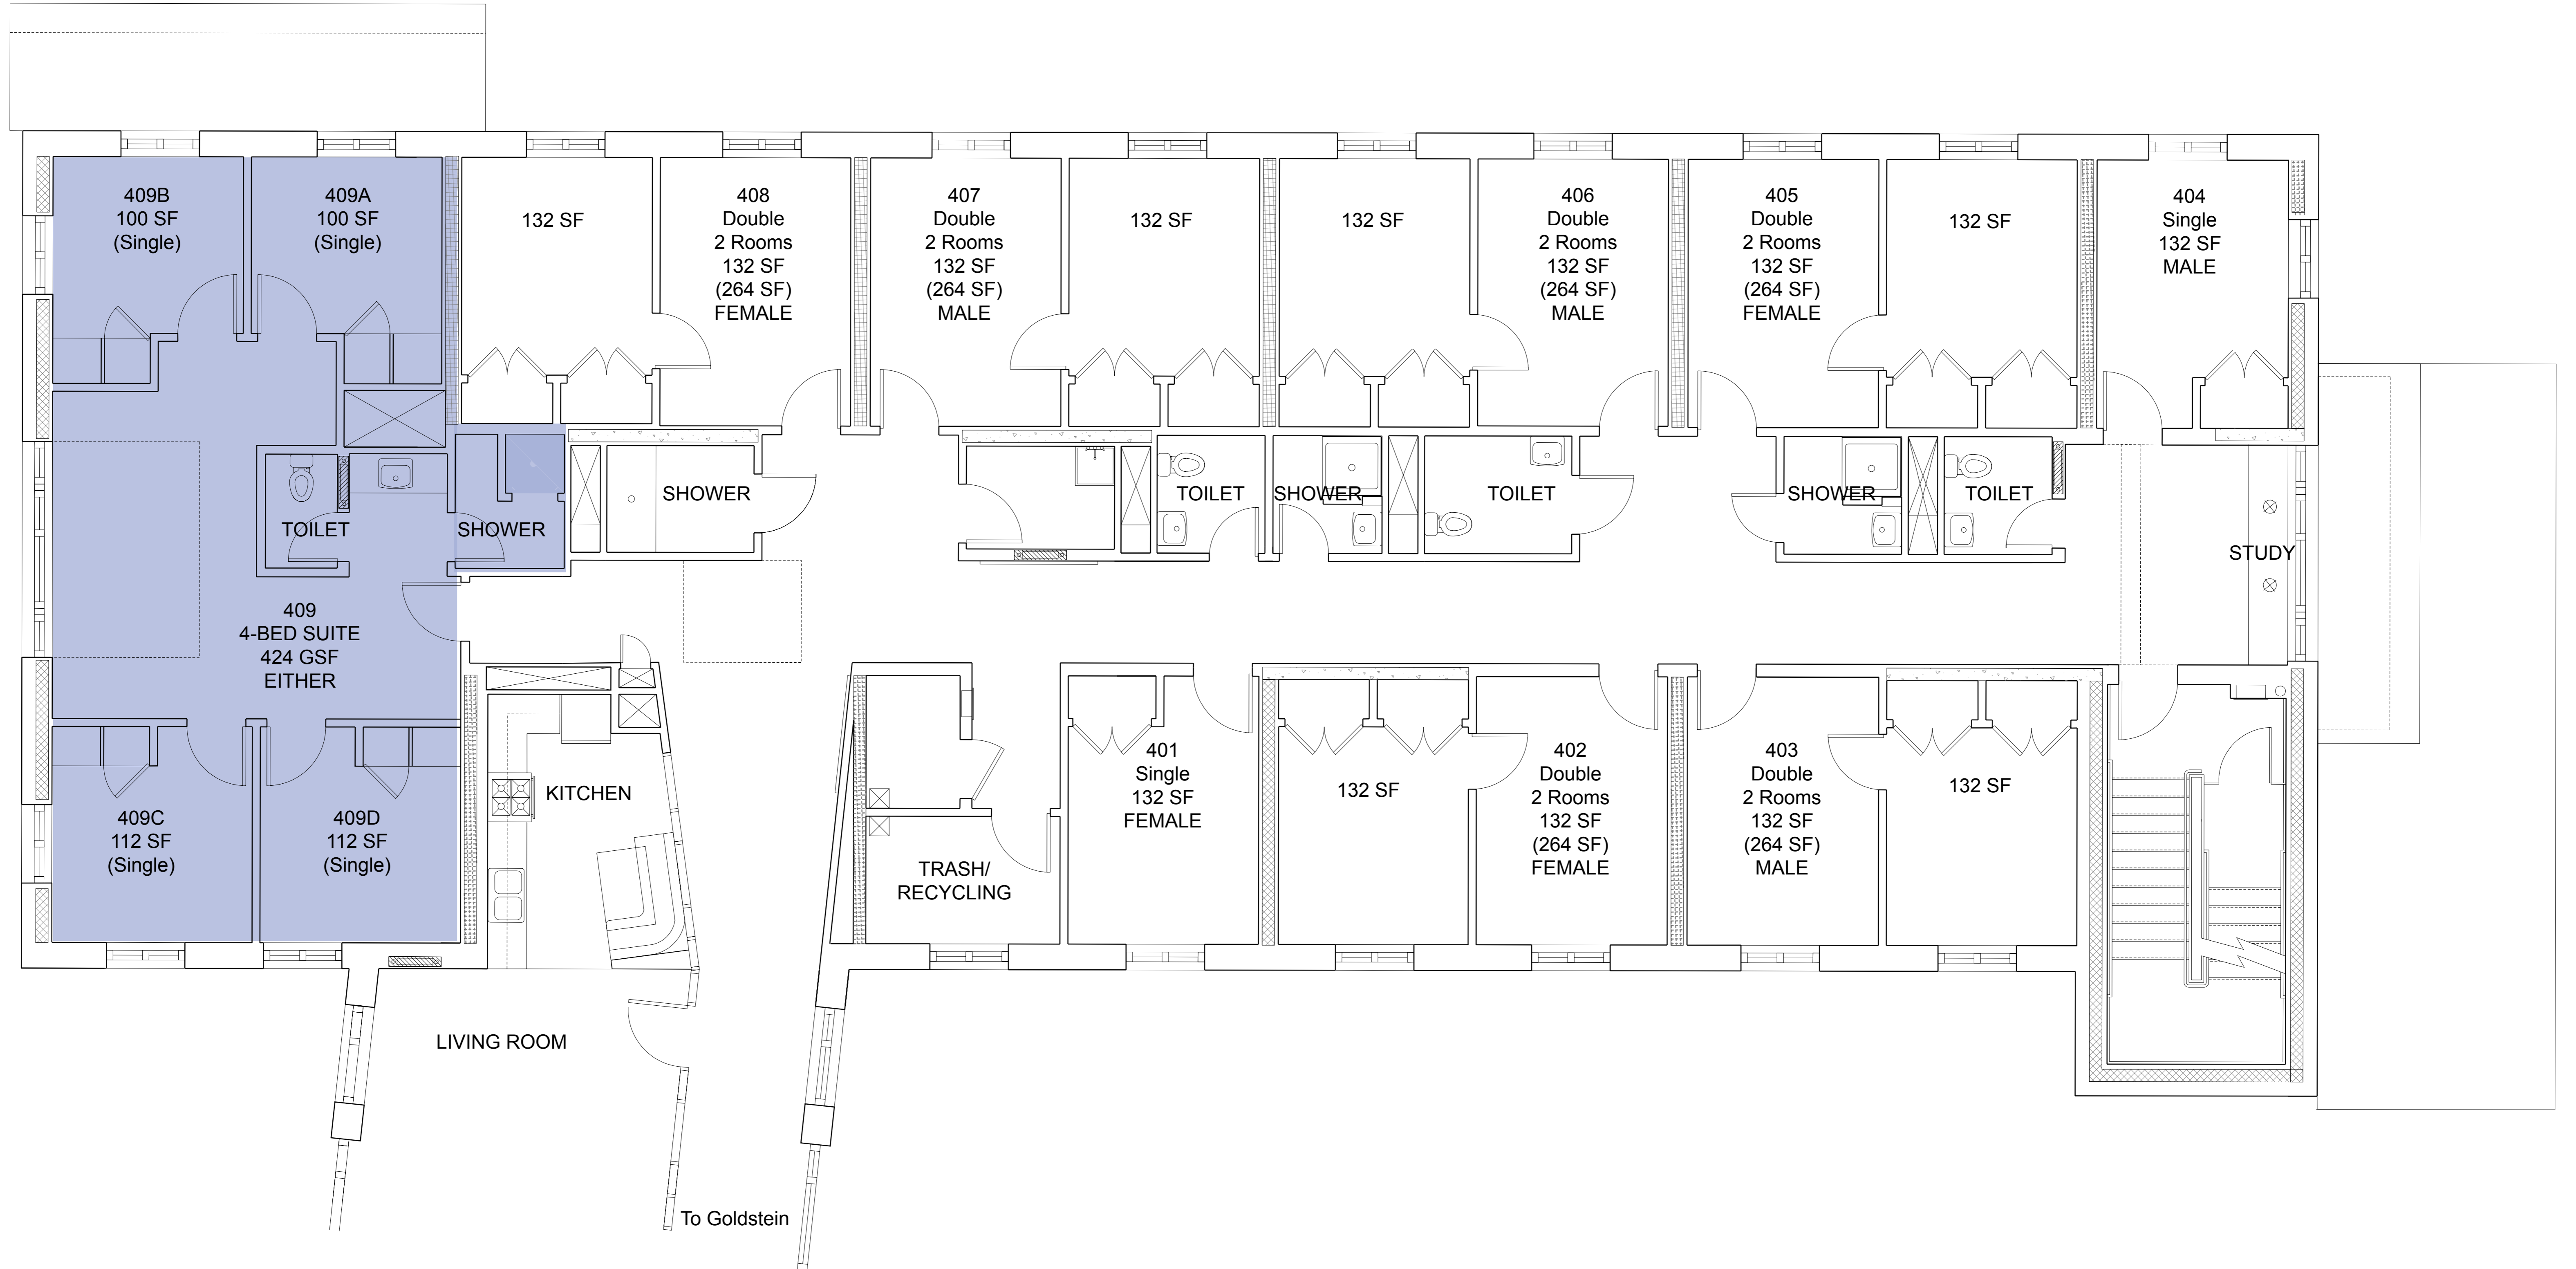 409B
100 SF
(Single)
409A
100 SF
(Single)
132 SF
408
Double
2 Rooms
132 SF
(264 SF)
FEMALE
407
Double
2 Rooms
132 SF
(264 SF)
MALE
132 SF
132 SF
406
Double
2 Rooms
132 SF
(264 SF)
MALE
405
Double
2 Rooms
132 SF
(264 SF)
FEMALE
132 SF
404
Single
132 SF
MALE
TOILET
SHOWER
SHOWER
TOILET
SHOWER
TOILET
SHOWER
TOILET
STUDY
409
4-BED SUITE
424 GSF
EITHER
409C
112 SF
(Single)
409D
112 SF
(Single)
KITCHEN
TRASH/
RECYCLING
401
Single
132 SF
FEMALE
132 SF
402
Double
2 Rooms
132 SF
(264 SF)
FEMALE
403
Double
2 Rooms
132 SF
(264 SF)
MALE
132 SF
LIVING ROOM
To Goldstein